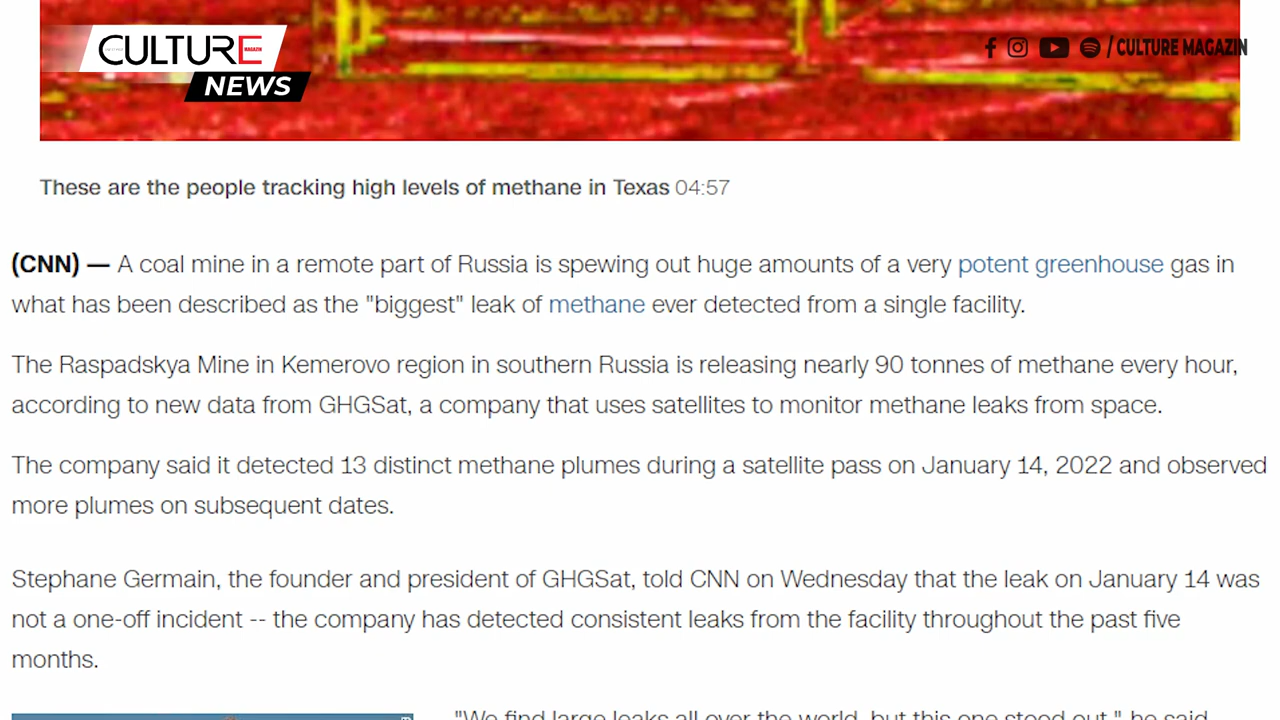 CULTURE
MAGAZIN
NEWS
/ CULTURE MAGAZIN
These are the people tracking high levels of methane in Texas 04:57
(CNN) — A coal mine in a remote part of Russia is spewing out huge amounts of a very potent greenhouse gas in
what has been described as the "biggest" leak of methane ever detected from a single facility.
The Raspadskya Mine in Kemerovo region in southern Russia is releasing nearly 90 tonnes of methane every hour,
according to new data from GHGSat, a company that uses satellites to monitor methane leaks from space.
The company said it detected 13 distinct methane plumes during a satellite pass on January 14, 2022 and observed
more plumes on subsequent dates.
Stephane Germain, the founder and president of GHGSat, told CNN on Wednesday that the leak on January 14 was
not a one-off incident -- the company has detected consistent leaks from the facility throughout the past five
months.
"We find large leaks all over the world, but this one stood out," he said